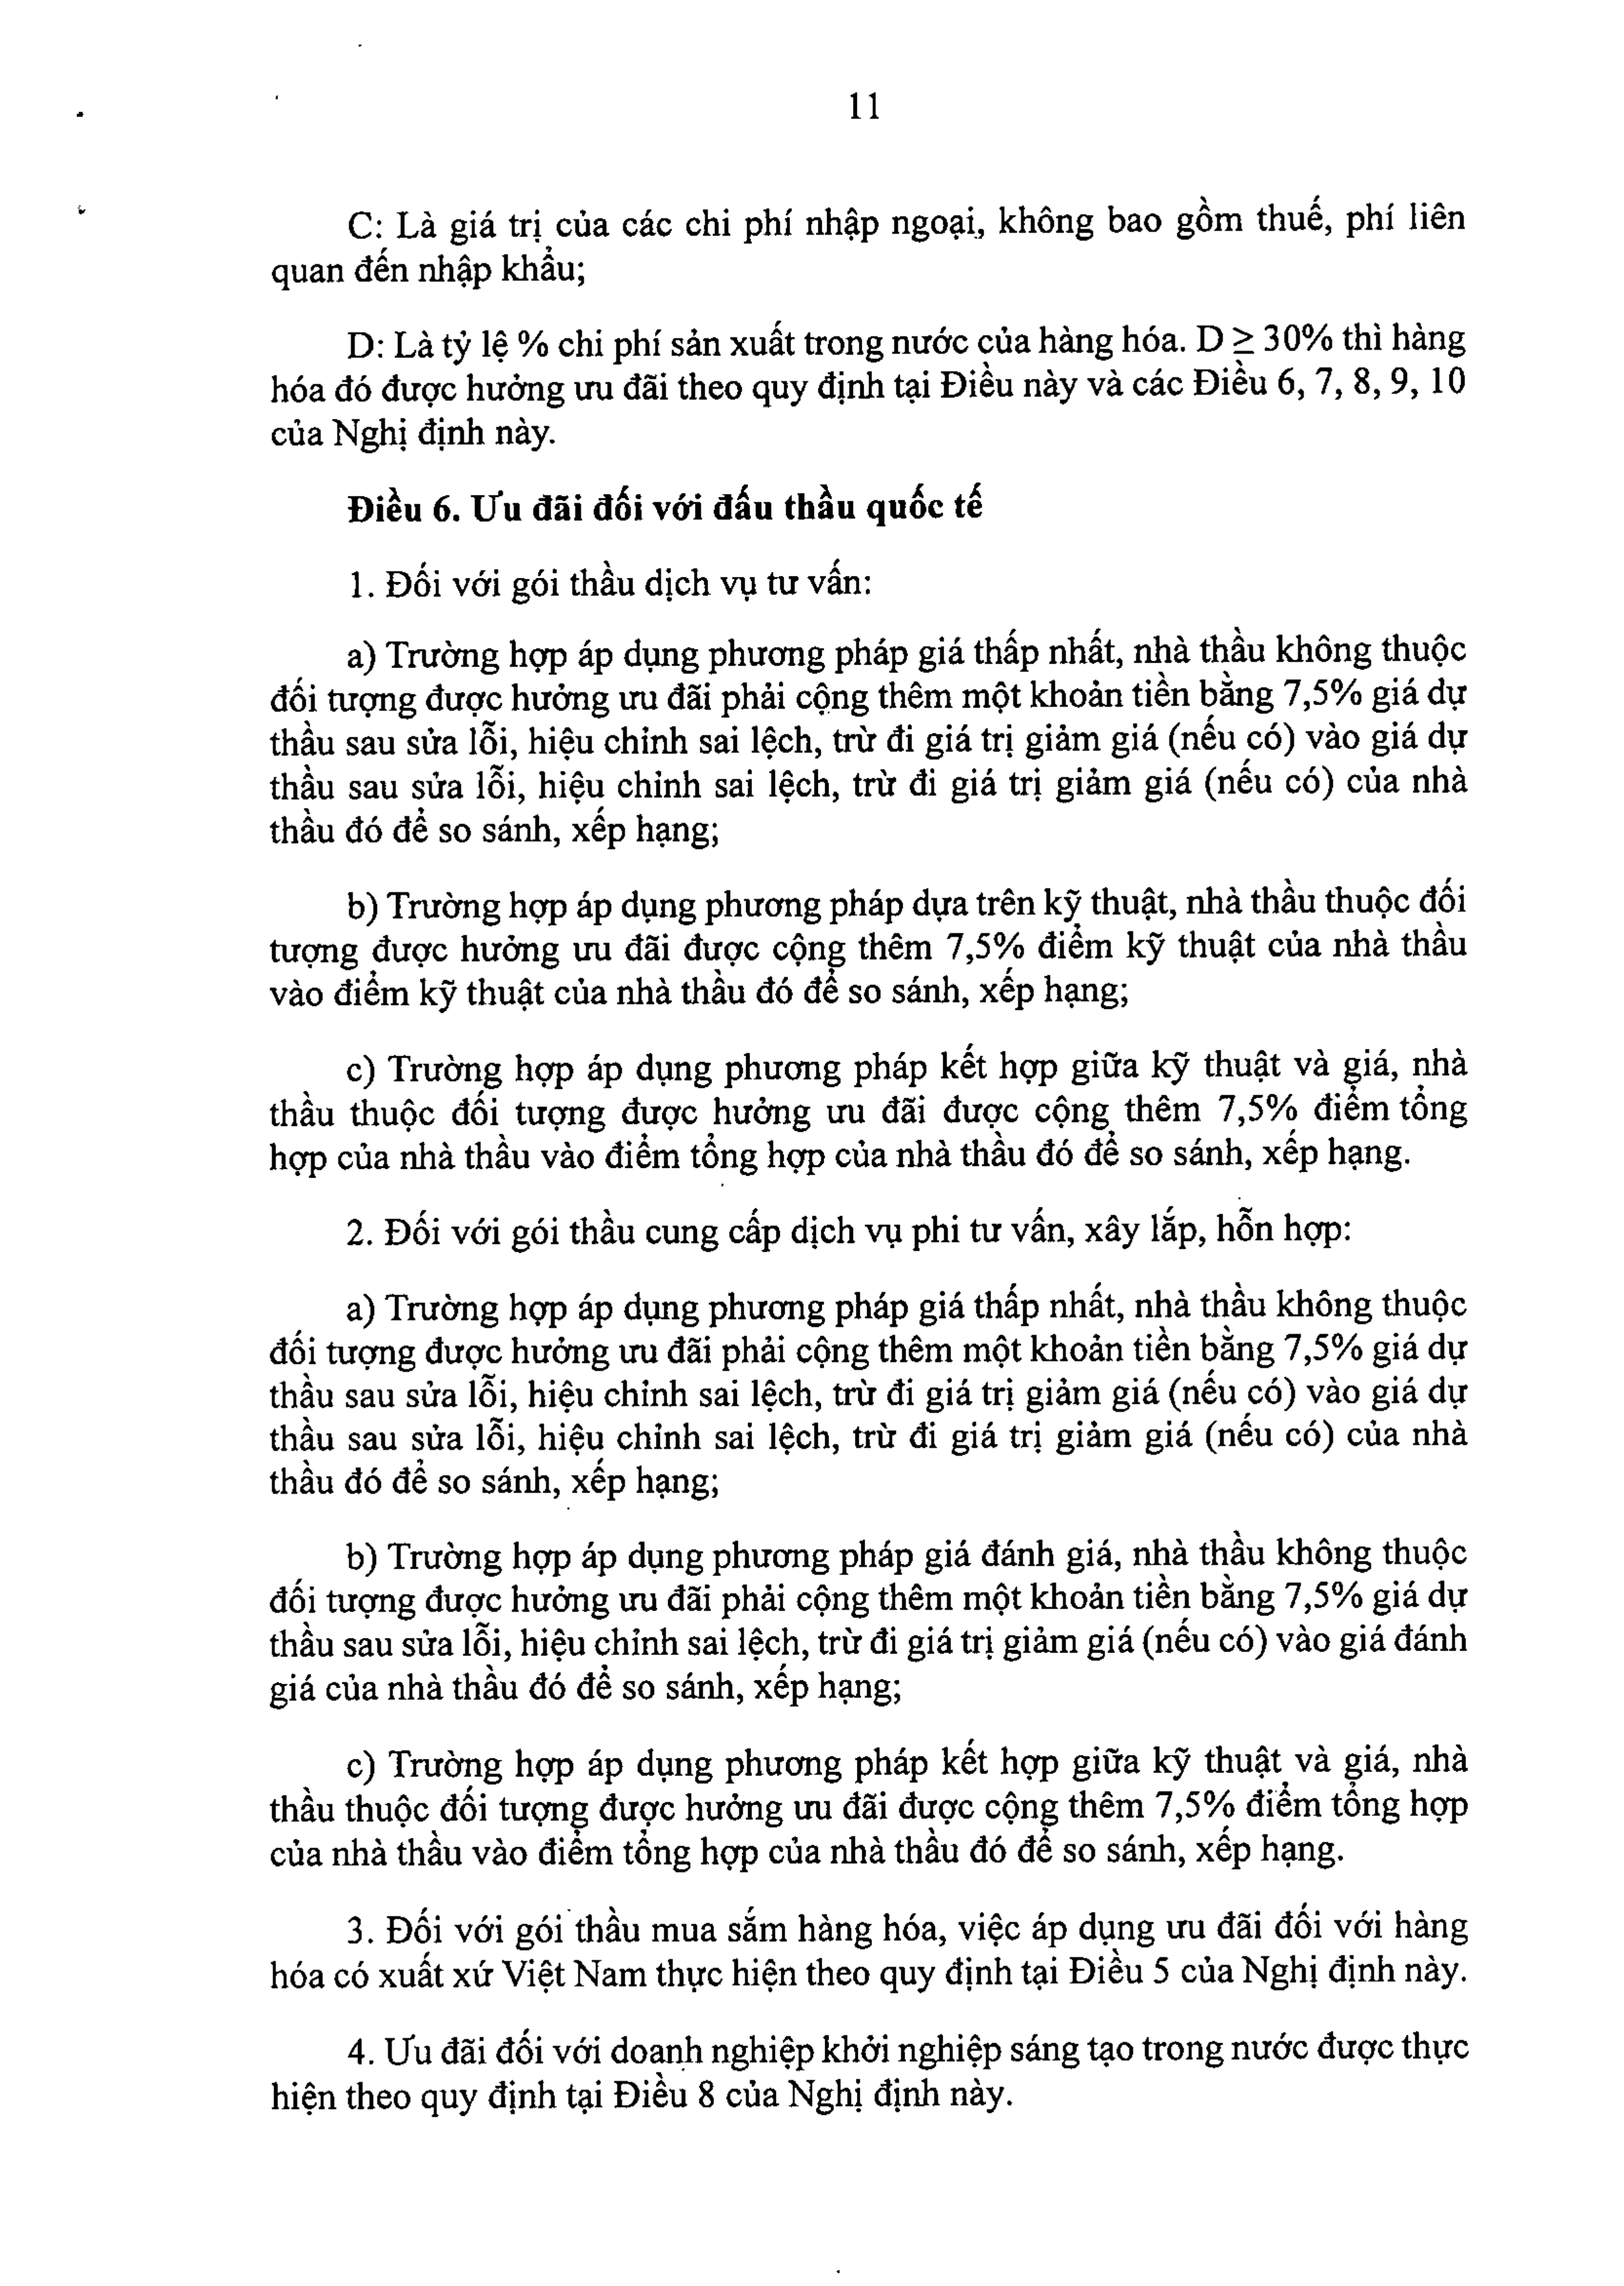 11
C: Là giá trị của các chi phí nhập ngoại, không bao gồm thuế, phí liên
quan đến nhập khẩu;
D: Là tỷ lệ % chi phí sản xuất trong nước của hàng hóa. D ≥ 30% thì hàng
hóa đó được hưởng ưu đãi theo quy định tại Điều này và các Điều 6, 7, 8, 9, 10
của Nghị định này.
Điều 6. Ưu đãi đối với đấu thầu quốc tế
1. Đối với gói thầu dịch vụ tư vấn:
a) Trường hợp áp dụng phương pháp giá thấp nhất, nhà thầu không thuộc
đối tượng được hưởng ưu đãi phải cộng thêm một khoản tiền bằng 7,5% giá dự
thầu sau sửa lỗi, hiệu chỉnh sai lệch, trừ đi giá trị giảm giá (nếu có) vào giá dự
thầu sau sửa lỗi, hiệu chỉnh sai lệch, trừ đi giá trị giảm giá (nếu có) của nhà
thầu đó để so sánh, xếp hạng;
b) Trường hợp áp dụng phương pháp dựa trên kỹ thuật, nhà thầu thuộc đối
tượng được hưởng ưu đãi được cộng thêm 7,5% điểm kỹ thuật của nhà thầu
vào điểm kỹ thuật của nhà thầu đó để so sánh, xếp hạng;
c) Trường hợp áp dụng phương pháp kết hợp giữa kỹ thuật và giá, nhà
thầu thuộc đối tượng được hưởng ưu đãi được cộng thêm 7,5% điểm tổng
hợp của nhà thầu vào điểm tổng hợp của nhà thầu đó để so sánh, xếp hạng.
2. Đối với gói thầu cung cấp dịch vụ phi tư vấn, xây lắp, hỗn hợp:
a) Trường hợp áp dụng phương pháp giá thấp nhất, nhà thầu không thuộc
đối tượng được hưởng ưu đãi phải cộng thêm một khoản tiền bằng 7,5% giá dự
thầu sau sửa lỗi, hiệu chỉnh sai lệch, trừ đi giá trị giảm giá (nếu có) vào giá dự
thầu sau sửa lỗi, hiệu chỉnh sai lệch, trừ đi giá trị giảm giá (nếu có) của nhà
thầu đó để so sánh, xếp hạng;
b) Trường hợp áp dụng phương pháp giá đánh giá, nhà thầu không thuộc
đối tượng được hưởng ưu đãi phải cộng thêm một khoản tiền bằng 7,5% giá dự
thầu sau sửa lỗi, hiệu chỉnh sai lệch, trừ đi giá trị giảm giá (nếu có) vào giá đánh
giá của nhà thầu đó để so sánh, xếp hạng;
c) Trường hợp áp dụng phương pháp kết hợp giữa kỹ thuật và giá, nhà
thầu thuộc đối tượng được hưởng ưu đãi được cộng thêm 7,5% điểm tổng hợp
của nhà thầu vào điểm tổng hợp của nhà thầu đó để so sánh, xếp hạng.
3. Đối với gói thầu mua sắm hàng hóa, việc áp dụng ưu đãi đối với hàng
hóa có xuất xứ Việt Nam thực hiện theo quy định tại Điều 5 của Nghị định này.
4. Ưu đãi đối với doanh nghiệp khởi nghiệp sáng tạo trong nước được thực
hiện theo quy định tại Điều 8 của Nghị định này.